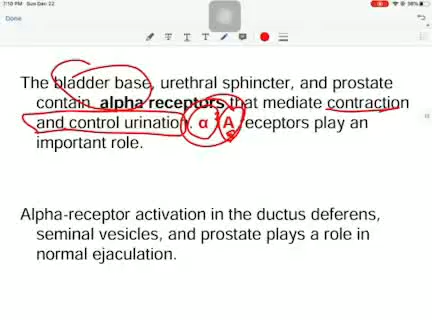 7:10 PM Sun Dec 22
98%
Done
The bladder base, urethral sphincter, and prostate
contain alpha receptors that mediate contraction
and control urination. α A receptors play an
important role.
Alpha-receptor activation in the ductus deferens,
seminal vesicles, and prostate plays a role in
normal ejaculation.